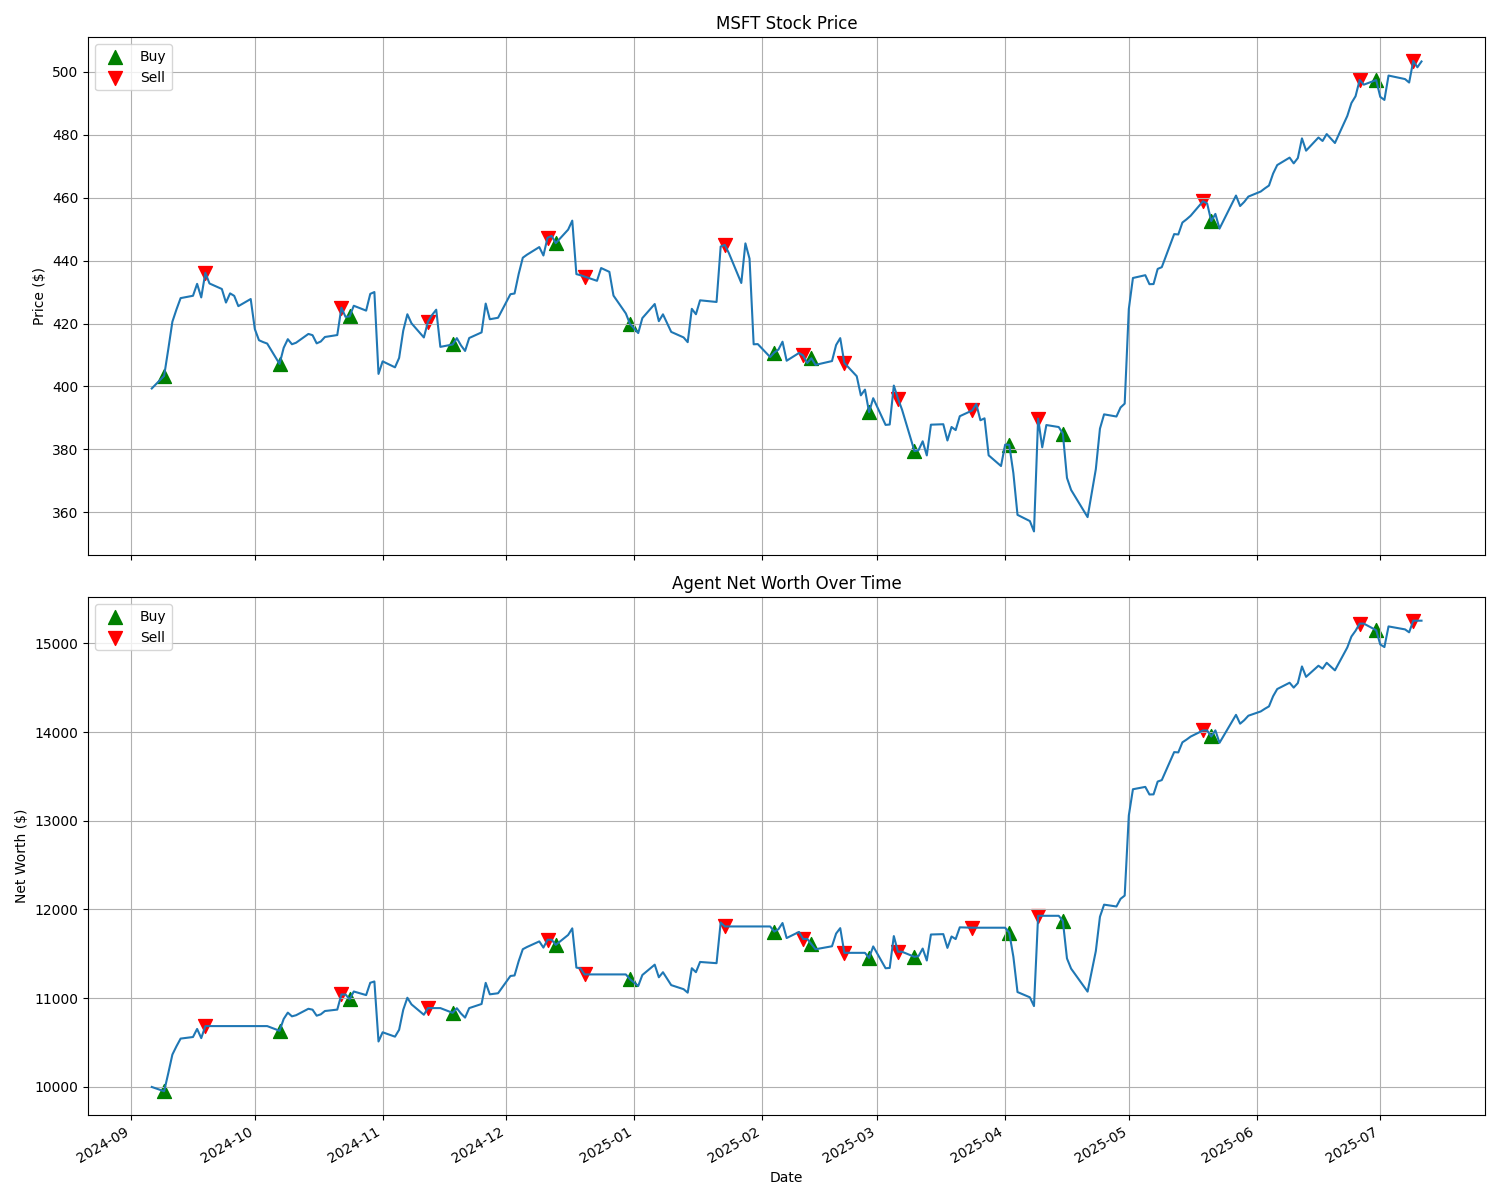 MSFT Stock Price
Buy
Sell
500
480
460
440
420
400
380
360
Price ($)
Agent Net Worth Over Time
Buy
Sell
15000
14000
13000
12000
11000
10000
Net Worth ($)
2024-09
2024-10
2024-11
2024-12
2025-01
2025-02
2025-03
2025-04
2025-05
2025-06
2025-07
Date